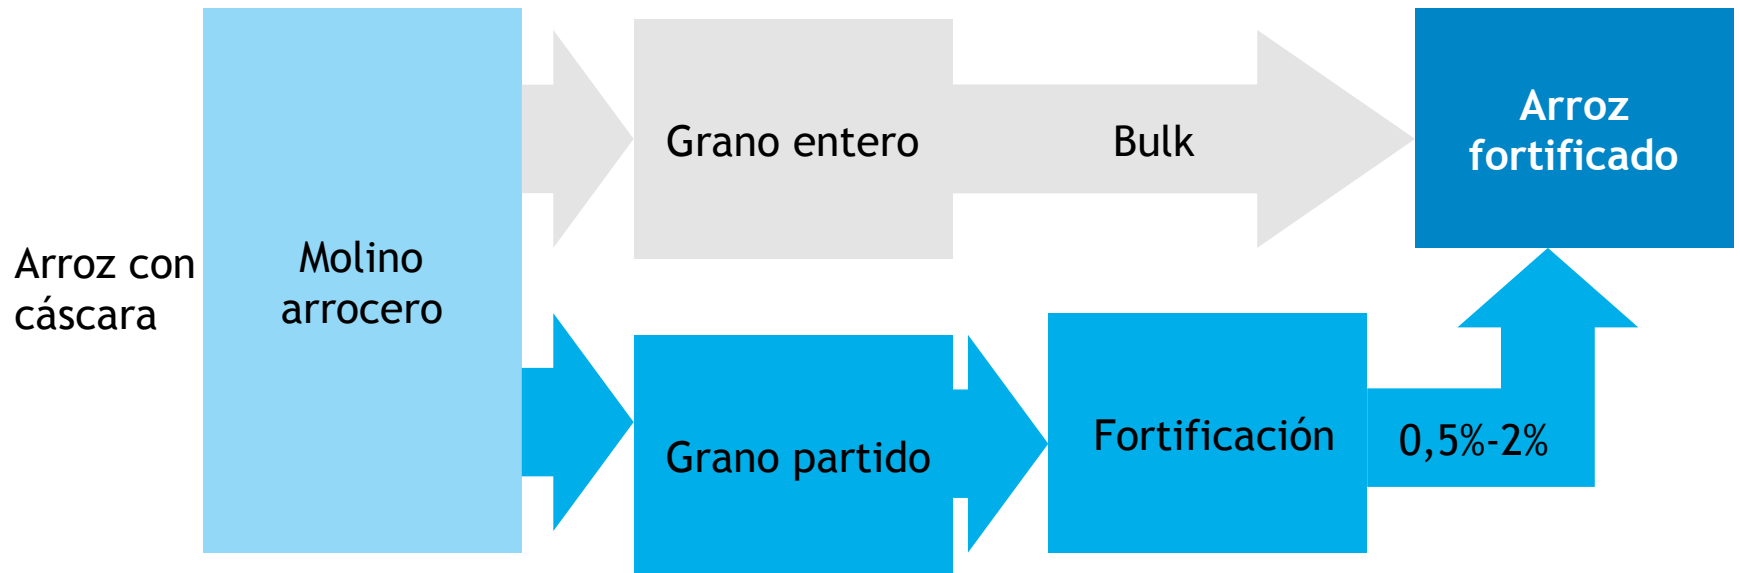 Arroz con
cáscara
Molino
arrocero
Grano entero
Bulk
Arroz
fortificado
Grano partido
Fortificación
0,5%-2%